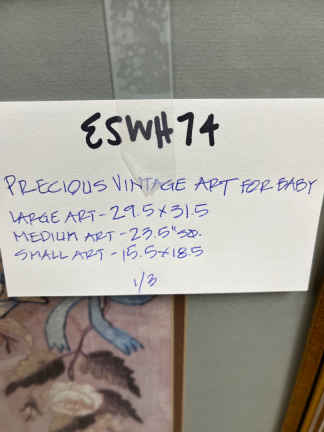 ESWH74
PRECIOUS VINTAGE ART FOR BABY
LARGE ART - 29.5 X 31.5
MEDIUM ART - 23.5" SQ.
SMALL ART - 15.5 X 18.5
1/3